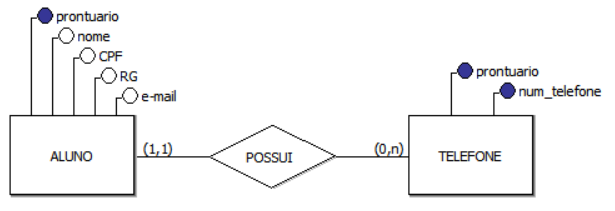 prontuario
nome
CPF
RG
e-mail
ALUNO
(1,1)
POSSUI
(0,n)
prontuario
num_telefone
TELEFONE